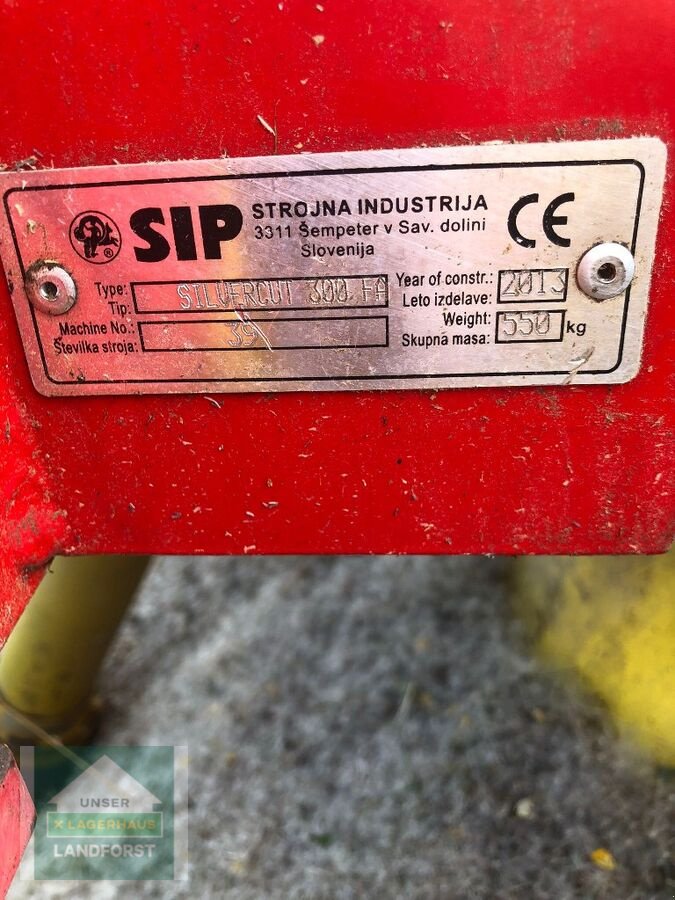 SIP STROJNA INDUSTRIJA
3311 Šempeter v Sav. dolini
Slovenija
CE
®
Type: SILVERCUT 300 FA
Tip:
Machine No.: 39
Številka stroja:
Year of constr.: 2013
Leto izdelave:
Weight: 550 kg
Skupna masa:
UNSER
X LAGERHAUS
LANDFORST